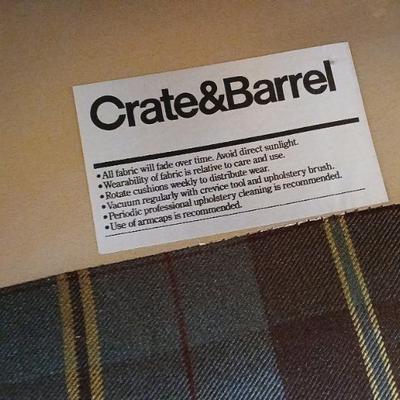 Crate&Barrel
• All fabric will fade over time. Avoid direct sunlight.
• Wearability of fabric is relative to care and use.
• Rotate cushions weekly to distribute wear.
• Vacuum regularly with crevice tool and upholstery brush.
• Periodic professional upholstery cleaning is recommended.
• Use of armcaps is recommended.